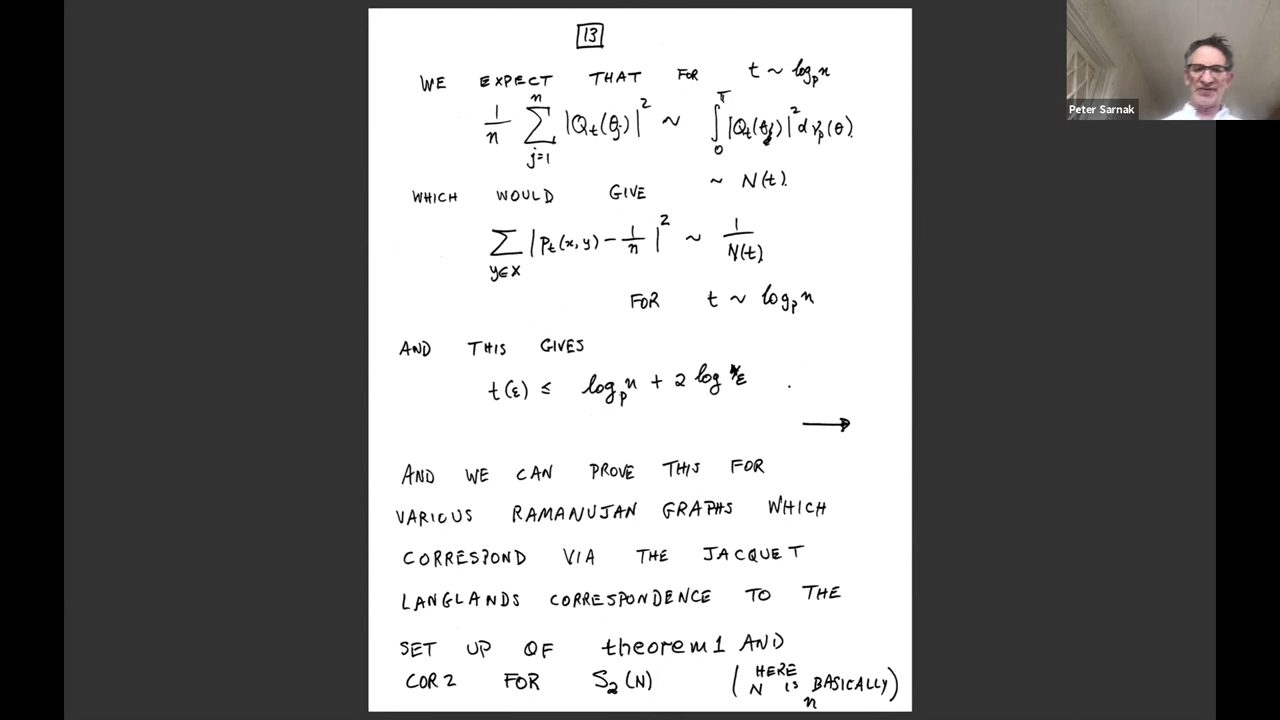 13
WE EXPECT THAT FOR t ~ log_p n
1/n ∑_{j=1}^{n} |Q_t(θ_j)|^2 ~ ∫_0^π |Q_t(θ)|^2 dν_p(θ).
~ N(t).
WHICH WOULD GIVE
∑_{y∈X} |p_t(x,y) - 1/n|^2 ~ 1/N(t).
FOR t ~ log_p n
AND THIS GIVES
t(ε) ≤ log_p n + 2 log 1/ε .
→
AND WE CAN PROVE THIS FOR
VARIOUS RAMANUJAN GRAPHS WHICH
CORRESPOND VIA THE JACQUET
LANGLANDS CORRESPONDENCE TO THE
SET UP OF theorem 1 AND
COR 2 FOR S_2(N) (HERE N IS BASICALLY n)
Peter Sarnak